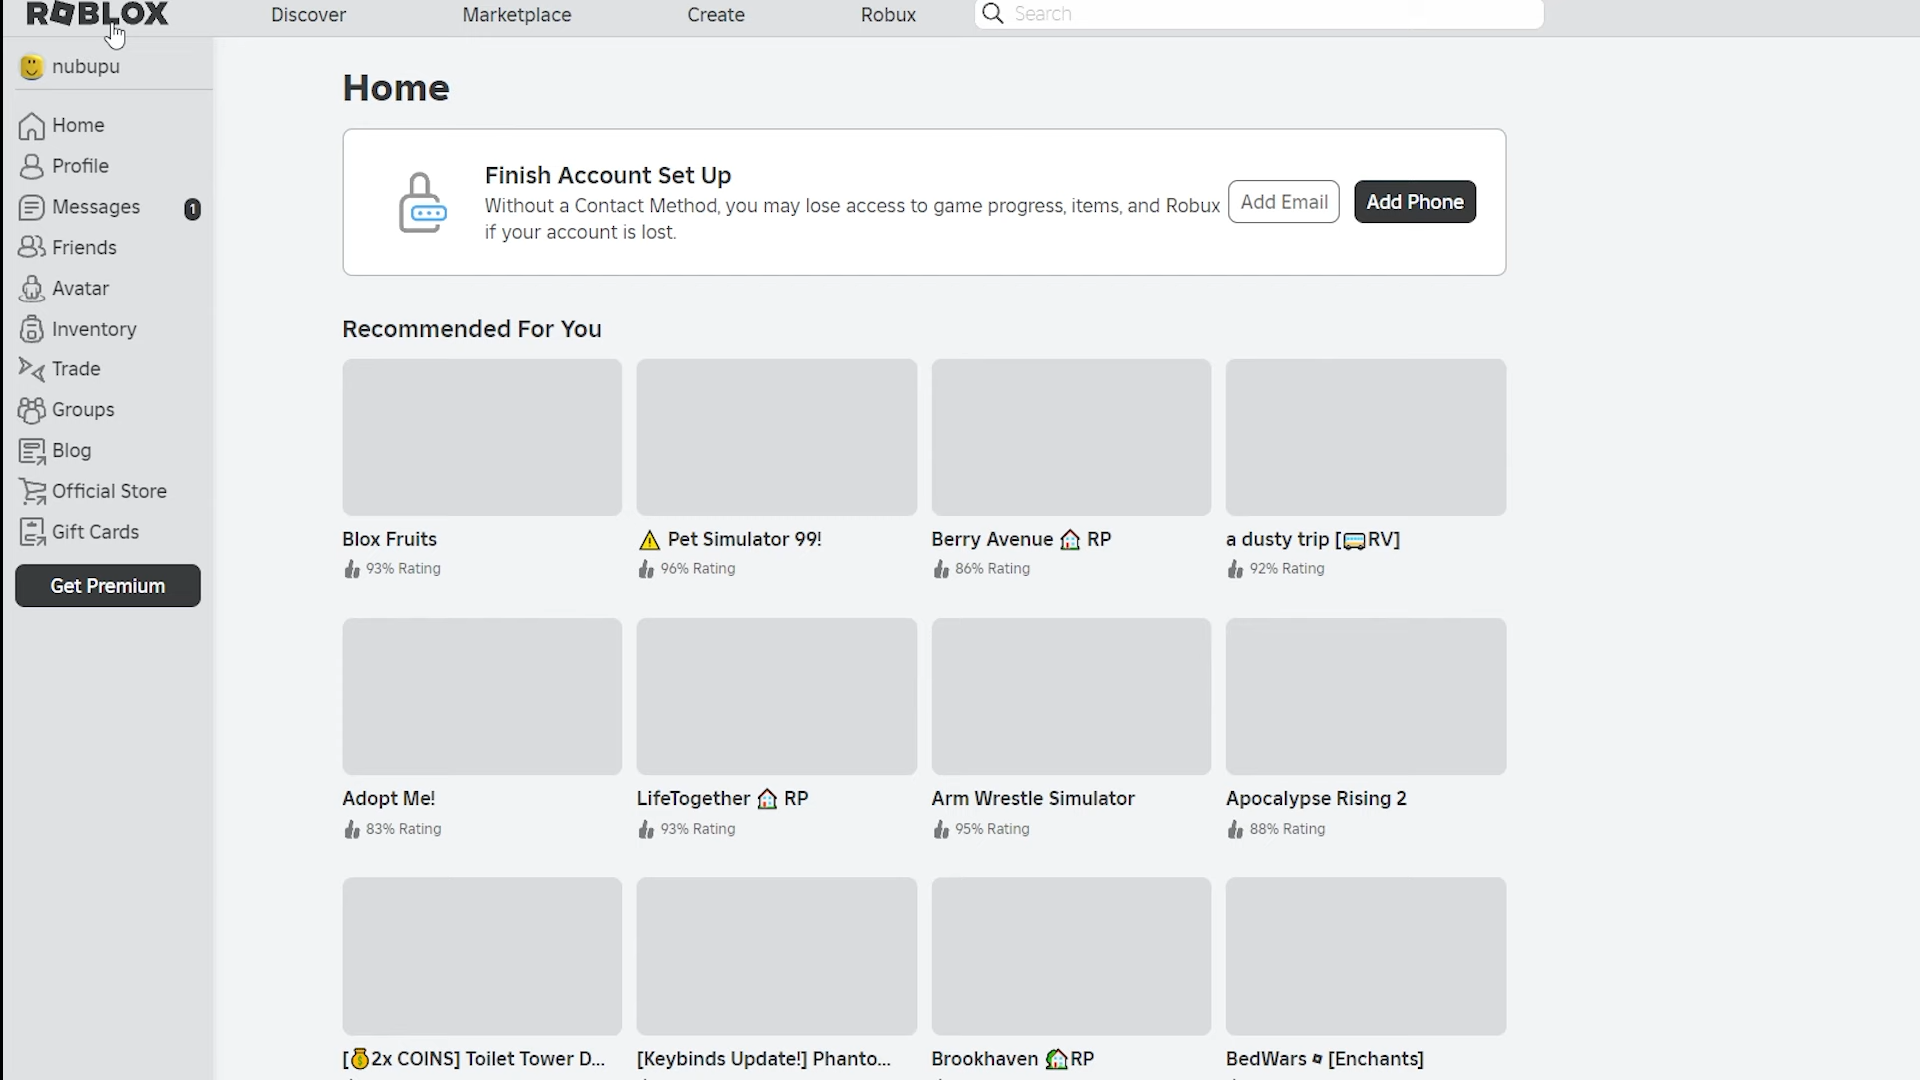 ROBLOX
Discover
Marketplace
Create
Robux
Search
nubupu
Home
Profile
Messages
1
Friends
Avatar
Inventory
Trade
Groups
Blog
Official Store
Gift Cards
Get Premium
Home
Finish Account Set Up
Without a Contact Method, you may lose access to game progress, items, and Robux
if your account is lost.
Add Email
Add Phone
Recommended For You
Blox Fruits
93% Rating
⚠️ Pet Simulator 99!
96% Rating
Berry Avenue 🏠 RP
86% Rating
a dusty trip [🚃RV]
92% Rating
Adopt Me!
83% Rating
LifeTogether 🏠 RP
93% Rating
Arm Wrestle Simulator
95% Rating
Apocalypse Rising 2
88% Rating
[💰2x COINS] Toilet Tower D...
[Keybinds Update!] Phanto...
Brookhaven 🏡RP
BedWars [Enchants]